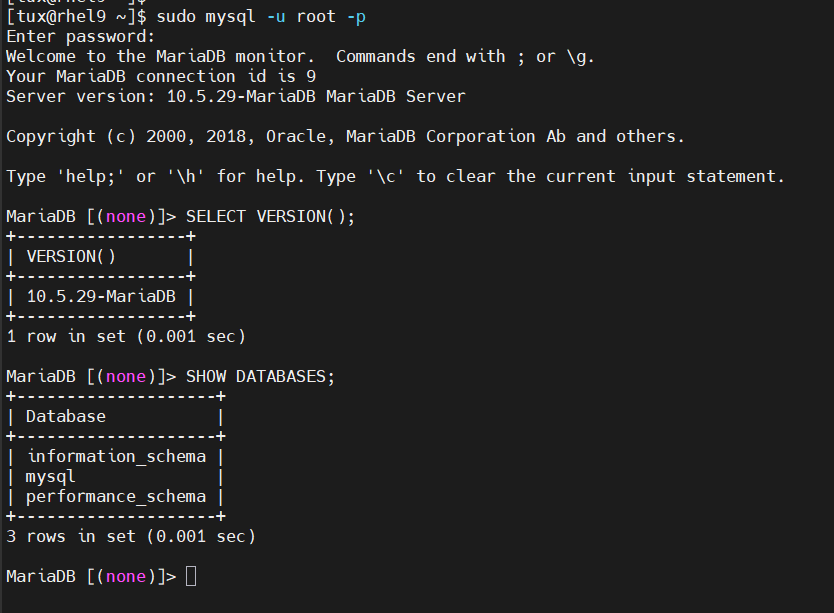 [tux@rhel9 ~]$
[tux@rhel9 ~]$ sudo mysql -u root -p
Enter password:
Welcome to the MariaDB monitor.  Commands end with ; or \g.
Your MariaDB connection id is 9
Server version: 10.5.29-MariaDB MariaDB Server

Copyright (c) 2000, 2018, Oracle, MariaDB Corporation Ab and others.

Type 'help;' or '\h' for help. Type '\c' to clear the current input statement.

MariaDB [(none)]> SELECT VERSION();
+-----------------+
| VERSION()       |
+-----------------+
| 10.5.29-MariaDB |
+-----------------+
1 row in set (0.001 sec)

MariaDB [(none)]> SHOW DATABASES;
+--------------------+
| Database           |
+--------------------+
| information_schema |
| mysql              |
| performance_schema |
+--------------------+
3 rows in set (0.001 sec)

MariaDB [(none)]>